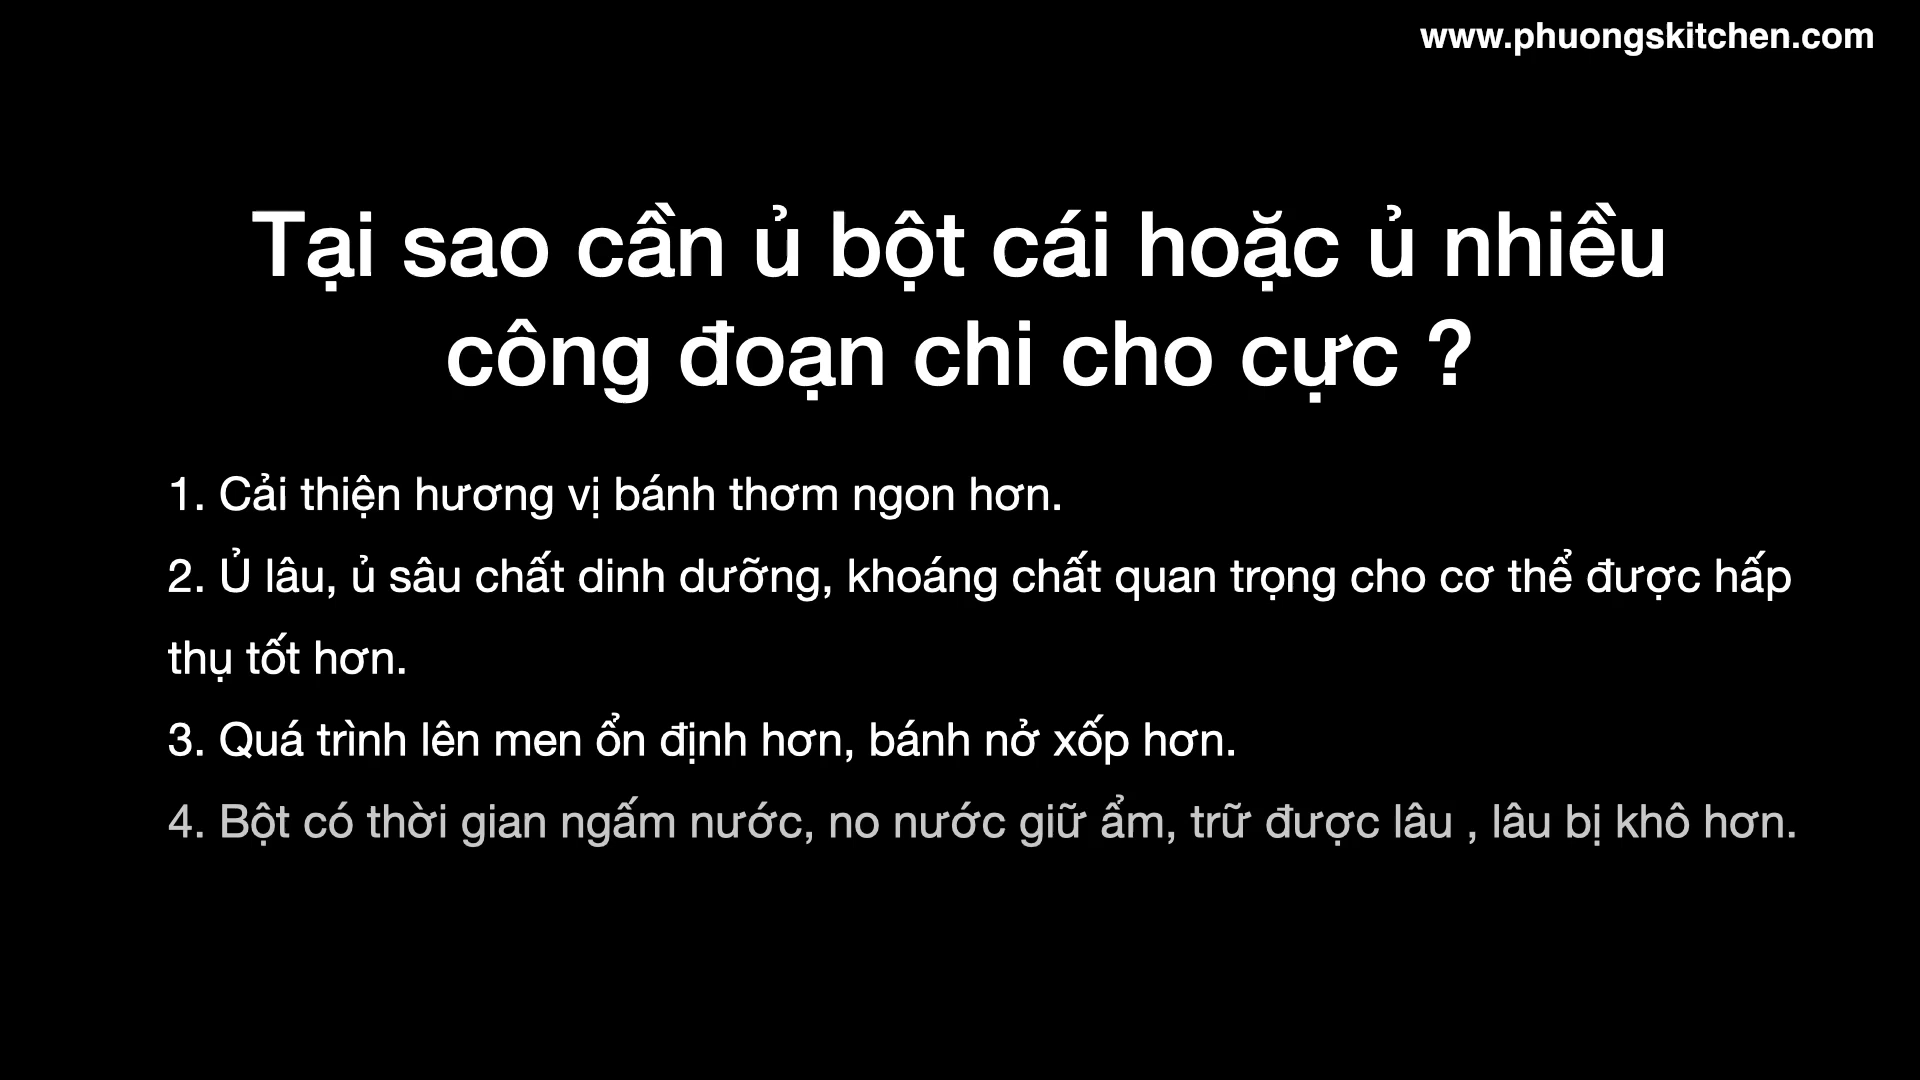 www.phuongskitchen.com
Tại sao cần ủ bột cái hoặc ủ nhiều
công đoạn chi cho cực ?
1. Cải thiện hương vị bánh thơm ngon hơn.
2. Ủ lâu, ủ sâu chất dinh dưỡng, khoáng chất quan trọng cho cơ thể được hấp
thụ tốt hơn.
3. Quá trình lên men ổn định hơn, bánh nở xốp hơn.
4. Bột có thời gian ngấm nước, no nước giữ ẩm, trữ được lâu , lâu bị khô hơn.